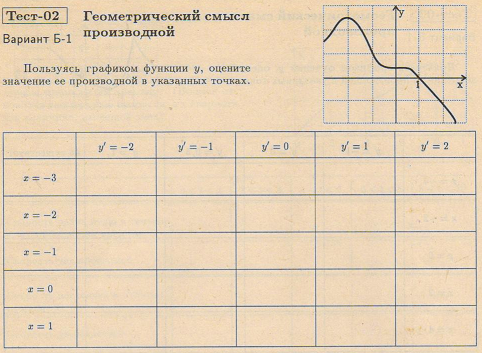 Тест-02
Геометрический смысл
производной
Вариант Б-1
Пользуясь графиком функции y, оцените
значение ее производной в указанных точках.
y
1
x
y′ = −2
y′ = −1
y′ = 0
y′ = 1
y′ = 2
x = −3
x = −2
x = −1
x = 0
x = 1